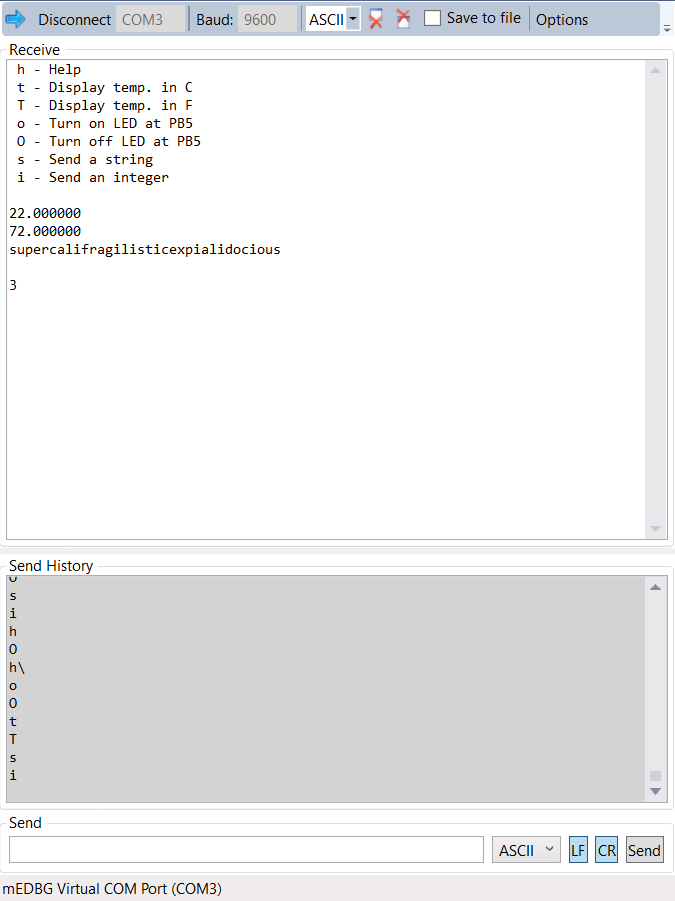 Disconnect COM3 Baud: 9600 ASCII Save to file Options
Receive
h - Help
t - Display temp. in C
T - Display temp. in F
o - Turn on LED at PB5
O - Turn off LED at PB5
s - Send a string
i - Send an integer
22.000000
72.000000
supercalifragilisticexpialidocious
3
Send History
s
i
h
O
h\
o
O
t
T
s
i
Send
ASCII LF CR Send
mEDBG Virtual COM Port (COM3)